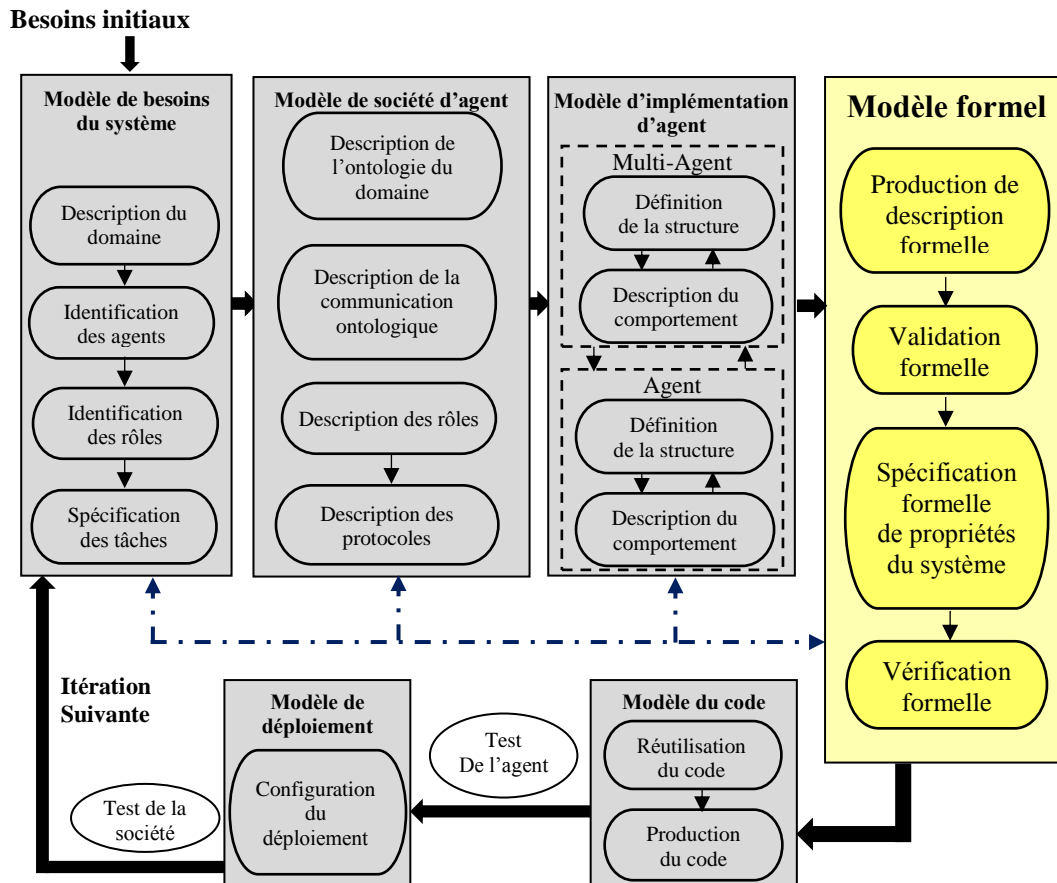 Besoins initiaux
Modèle de besoins
du système
Description du
domaine
Identification
des agents
Identification
des rôles
Spécification
des tâches
Modèle de société d'agent
Description de
l'ontologie du
domaine
Description de la
communication
ontologique
Description des rôles
Description des
protocoles
Modèle d'implémentation
d'agent
Multi-Agent
Définition
de la structure
Description du
comportement
Agent
Définition
de la structure
Description du
comportement
Modèle formel
Production de
description
formelle
Validation
formelle
Spécification
formelle
de propriétés
du système
Vérification
formelle
Modèle du code
Réutilisation
du code
Production
du code
Test
De l'agent
Modèle de
déploiement
Configuration
du
déploiement
Test de la
société
Itération
Suivante